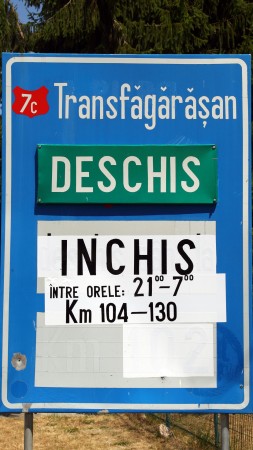 7C Transfăgărășan
DESCHIS
INCHIS
ÎNTRE ORELE: 21⁰⁰-7⁰⁰
Km 104-130